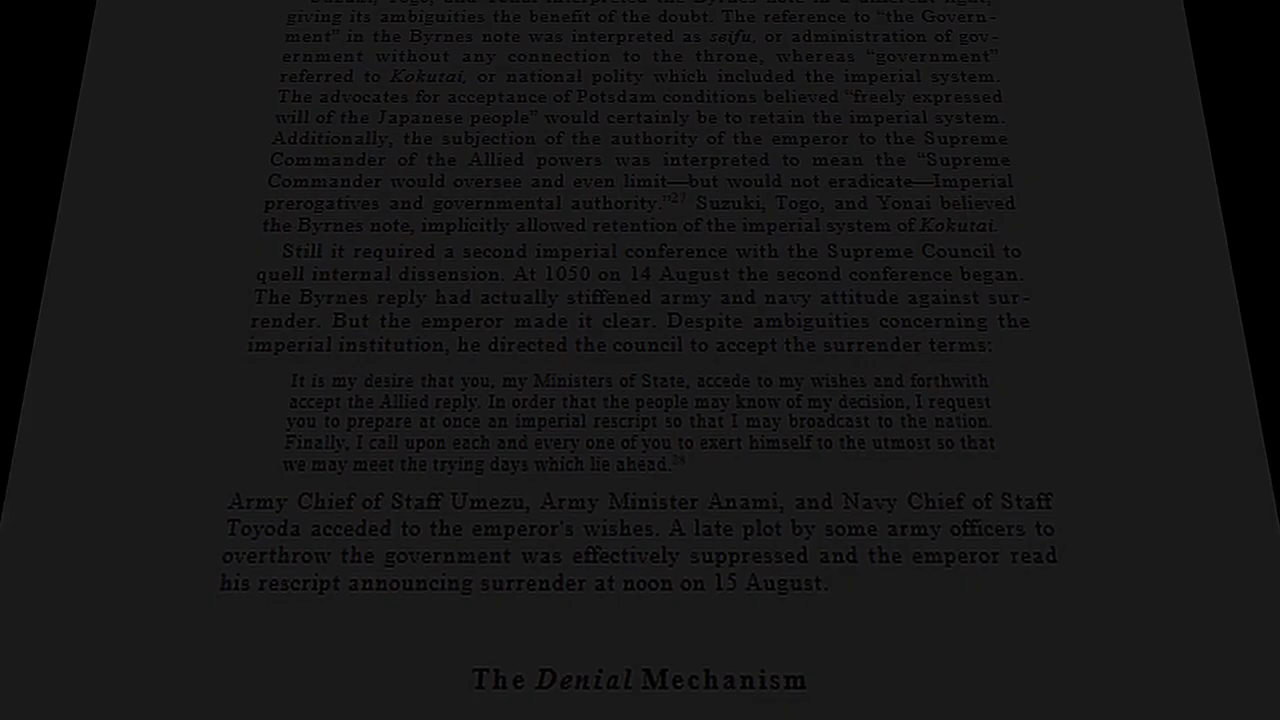 giving its ambiguities the benefit of the doubt. The reference to “the Govern-
ment” in the Byrnes note was interpreted as seifu, or administration of gov-
ernment without any connection to the throne, whereas “government”
referred to Kokutai, or national polity which included the imperial system.
The advocates for acceptance of Potsdam conditions believed “freely expressed
will of the Japanese people” would certainly be to retain the imperial system.
Additionally, the subjection of the authority of the emperor to the Supreme
Commander of the Allied powers was interpreted to mean the “Supreme
Commander would oversee and even limit—but would not eradicate—Imperial
prerogatives and governmental authority.”27 Suzuki, Togo, and Yonai believed
the Byrnes note, implicitly allowed retention of the imperial system of Kokutai.
Still it required a second imperial conference with the Supreme Council to
quell internal dissension. At 1050 on 14 August the second conference began.
The Byrnes reply had actually stiffened army and navy attitude against sur-
render. But the emperor made it clear. Despite ambiguities concerning the
imperial institution, he directed the council to accept the surrender terms:
It is my desire that you, my Ministers of State, accede to my wishes and forthwith
accept the Allied reply. In order that the people may know of my decision, I request
you to prepare at once an imperial rescript so that I may broadcast to the nation.
Finally, I call upon each and every one of you to exert himself to the utmost so that
we may meet the trying days which lie ahead.28
Army Chief of Staff Umezu, Army Minister Anami, and Navy Chief of Staff
Toyoda acceded to the emperor's wishes. A late plot by some army officers to
overthrow the government was effectively suppressed and the emperor read
his rescript announcing surrender at noon on 15 August.
The Denial Mechanism